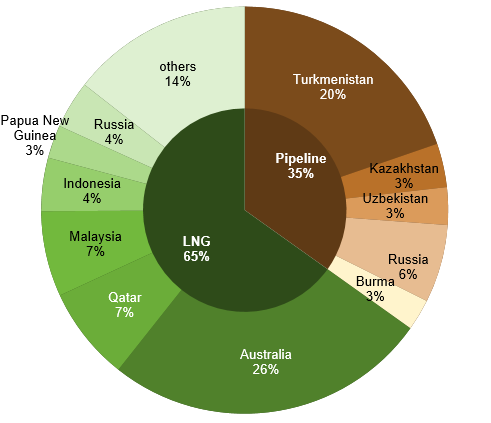 others
14%
Turkmenistan
20%
Papua New
Guinea
3%
Russia
4%
Pipeline
35%
Kazakhstan
3%
Indonesia
4%
Uzbekistan
3%
Malaysia
7%
LNG
65%
Russia
6%
Burma
3%
Qatar
7%
Australia
26%